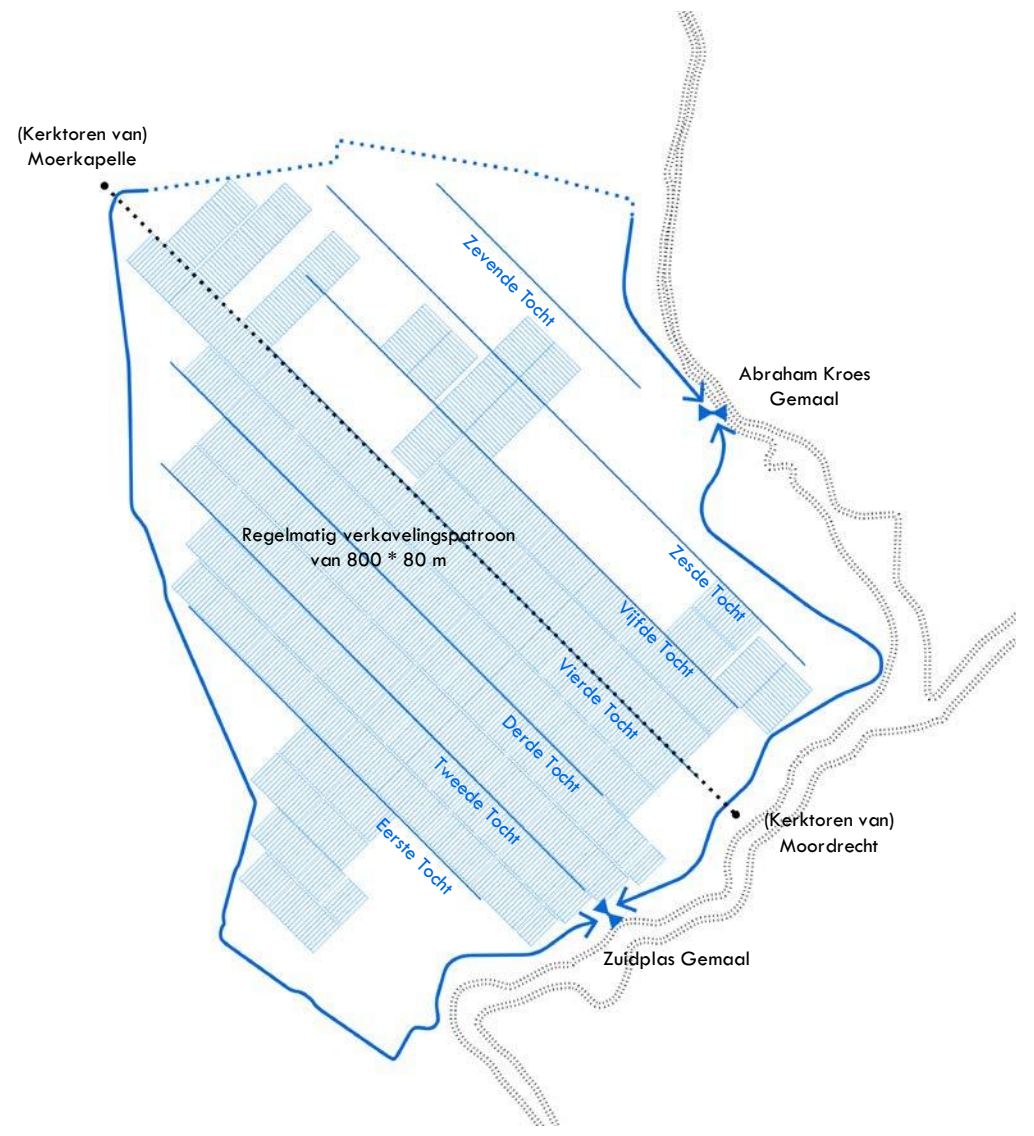 (Kerktoren van)
Moerkapelle
Zevende Tocht
Abraham Kroes
Gemaal
Regelmatig verkavelingspatroon
van 800 * 80 m
Zesde Tocht
Vijfde Tocht
Vierde Tocht
Derde Tocht
Tweede Tocht
Eerste Tocht
(Kerktoren van)
Moordrecht
Zuidplas Gemaal